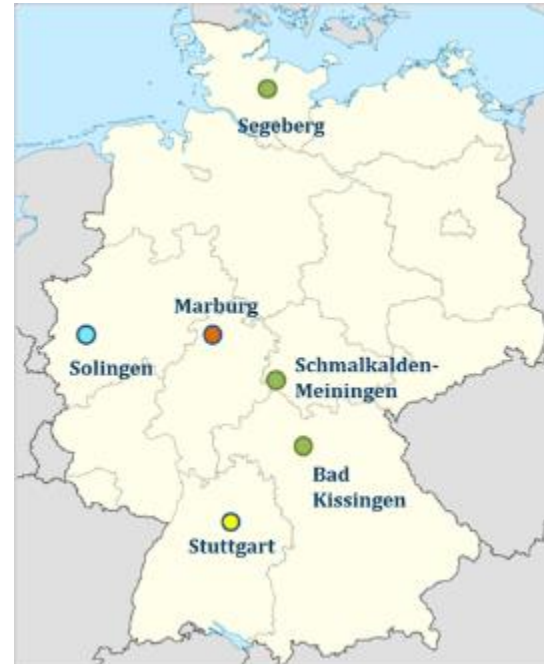 Segeberg
Marburg
Solingen
Schmalkalden-
Meiningen
Bad
Kissingen
Stuttgart